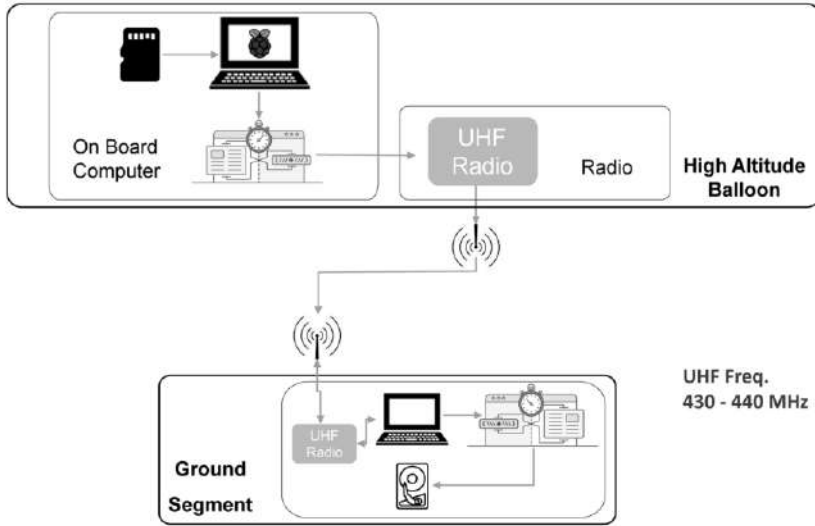 On Board
Computer
UHF
Radio
Radio
High Altitude
Balloon
UHF Freq.
430 - 440 MHz
UHF
Radio
Ground
Segment